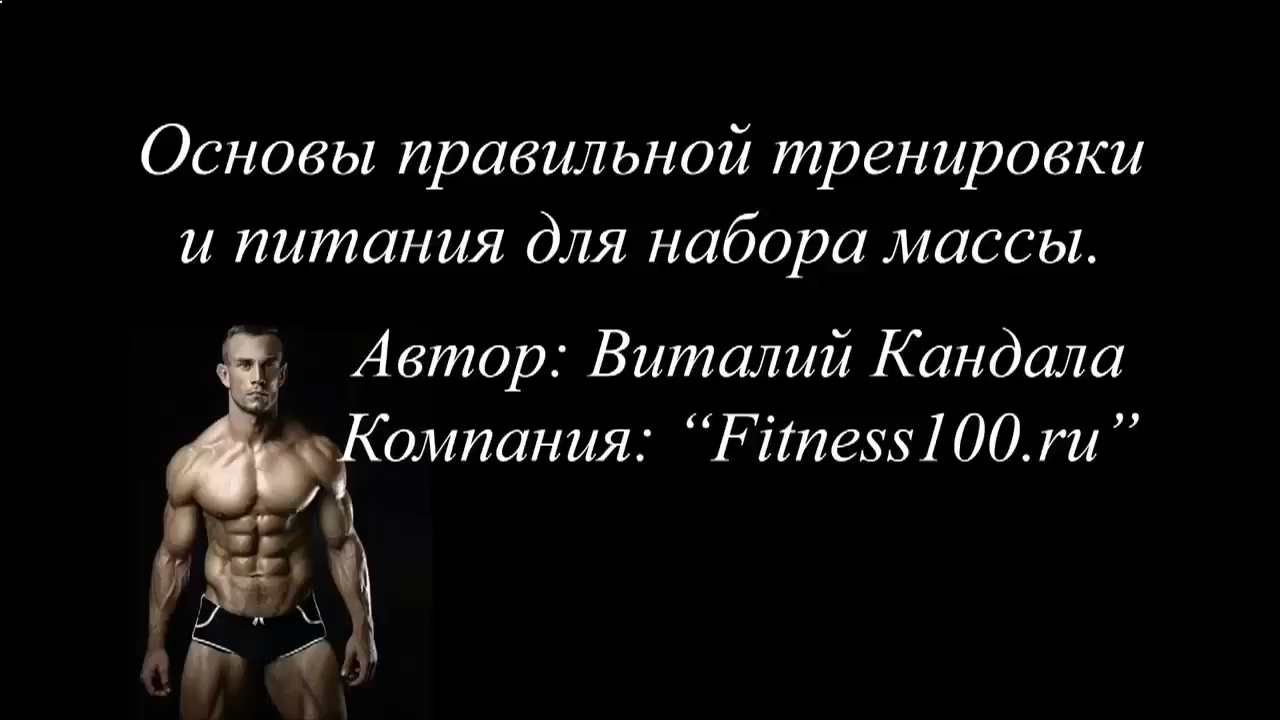 Основы правильной тренировки
и питания для набора массы.
Автор: Виталий Кандала
Компания: “Fitness100.ru”